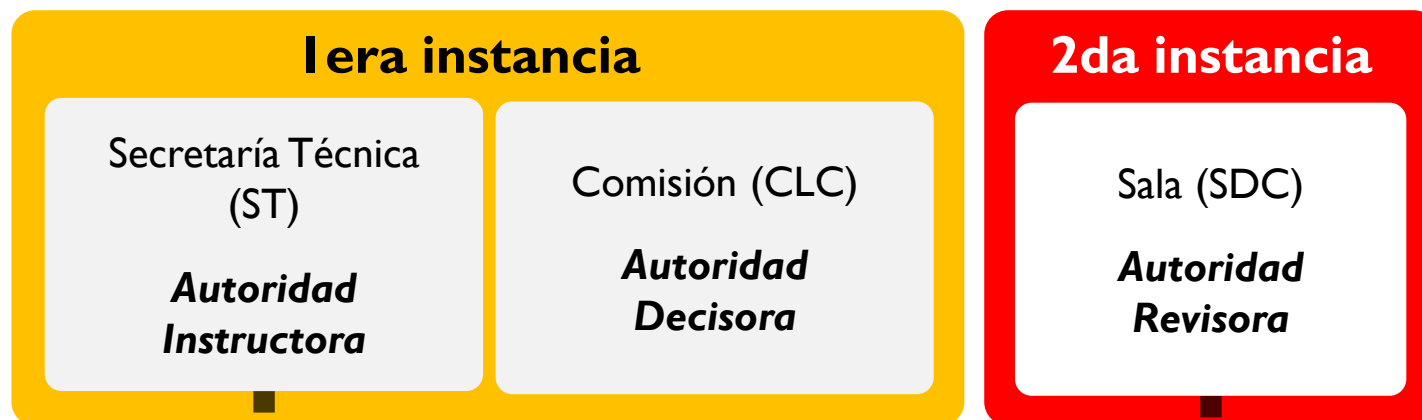 1era instancia
Secretaría Técnica
(ST)
Autoridad
Instructora
Comisión (CLC)
Autoridad
Decisora
2da instancia
Sala (SDC)
Autoridad
Revisora